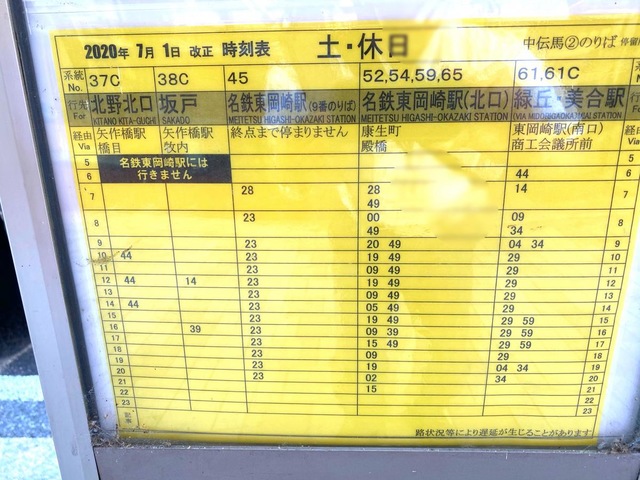 2020年 7月 1日 改正 時刻表 土・休日 中伝馬②のりば
系統 No. 37C 38C 45 52,54,59,65 61,61C
行先 For 北野北口 坂戸 名鉄東岡崎駅(9番のりば) 名鉄東岡崎駅(北口) 緑丘・美合駅
KITANO KITA-GUCHI SAKADO MEITETSU HIGASHI-OKAZAKI STATION MEITETSU HIGASHI-OKAZAKI STATION
経由 Via 矢作橋駅 矢作橋駅 終点まで停まりません 康生町 東岡崎駅(南口)
橋目 牧内 殿橋 商工会議所前
5 名鉄東岡崎駅には 5
6 行きません 44 6
7 28 28 14 7
49
8 23 00 09 8
49 34
9 23 20 49 04 34 9
10 44 23 19 49 29 10
11 23 09 49 29 11
12 44 14 23 19 49 29 12
13 23 09 49 29 13
14 44 23 05 49 29 14
15 23 19 49 29 59 15
16 39 23 09 39 29 59 16
17 23 15 49 29 59 17
18 23 09 29 18
19 23 19 04 34 19
20 23 02 34 20
21 15 21
22 22
23 23
路状況等により遅延が生じることがあります